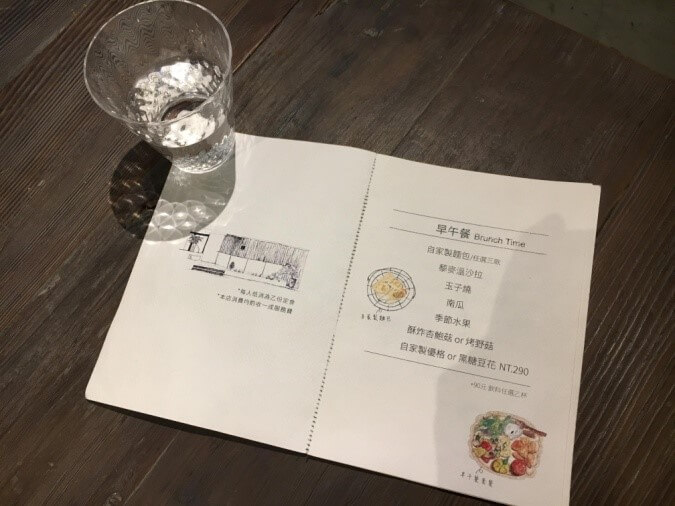 *每人低消為乙份定食
*本店消費均酌收一成服務費
早午餐 Brunch Time
自家製麵包/任選三款
藜麥溫沙拉
玉子燒
南瓜
季節水果
酥炸杏鮑菇 or 烤野菇
自家製優格 or 黑糖豆花 NT.290
*90元 飲料任選乙杯
自家製麵包
早午餐套餐